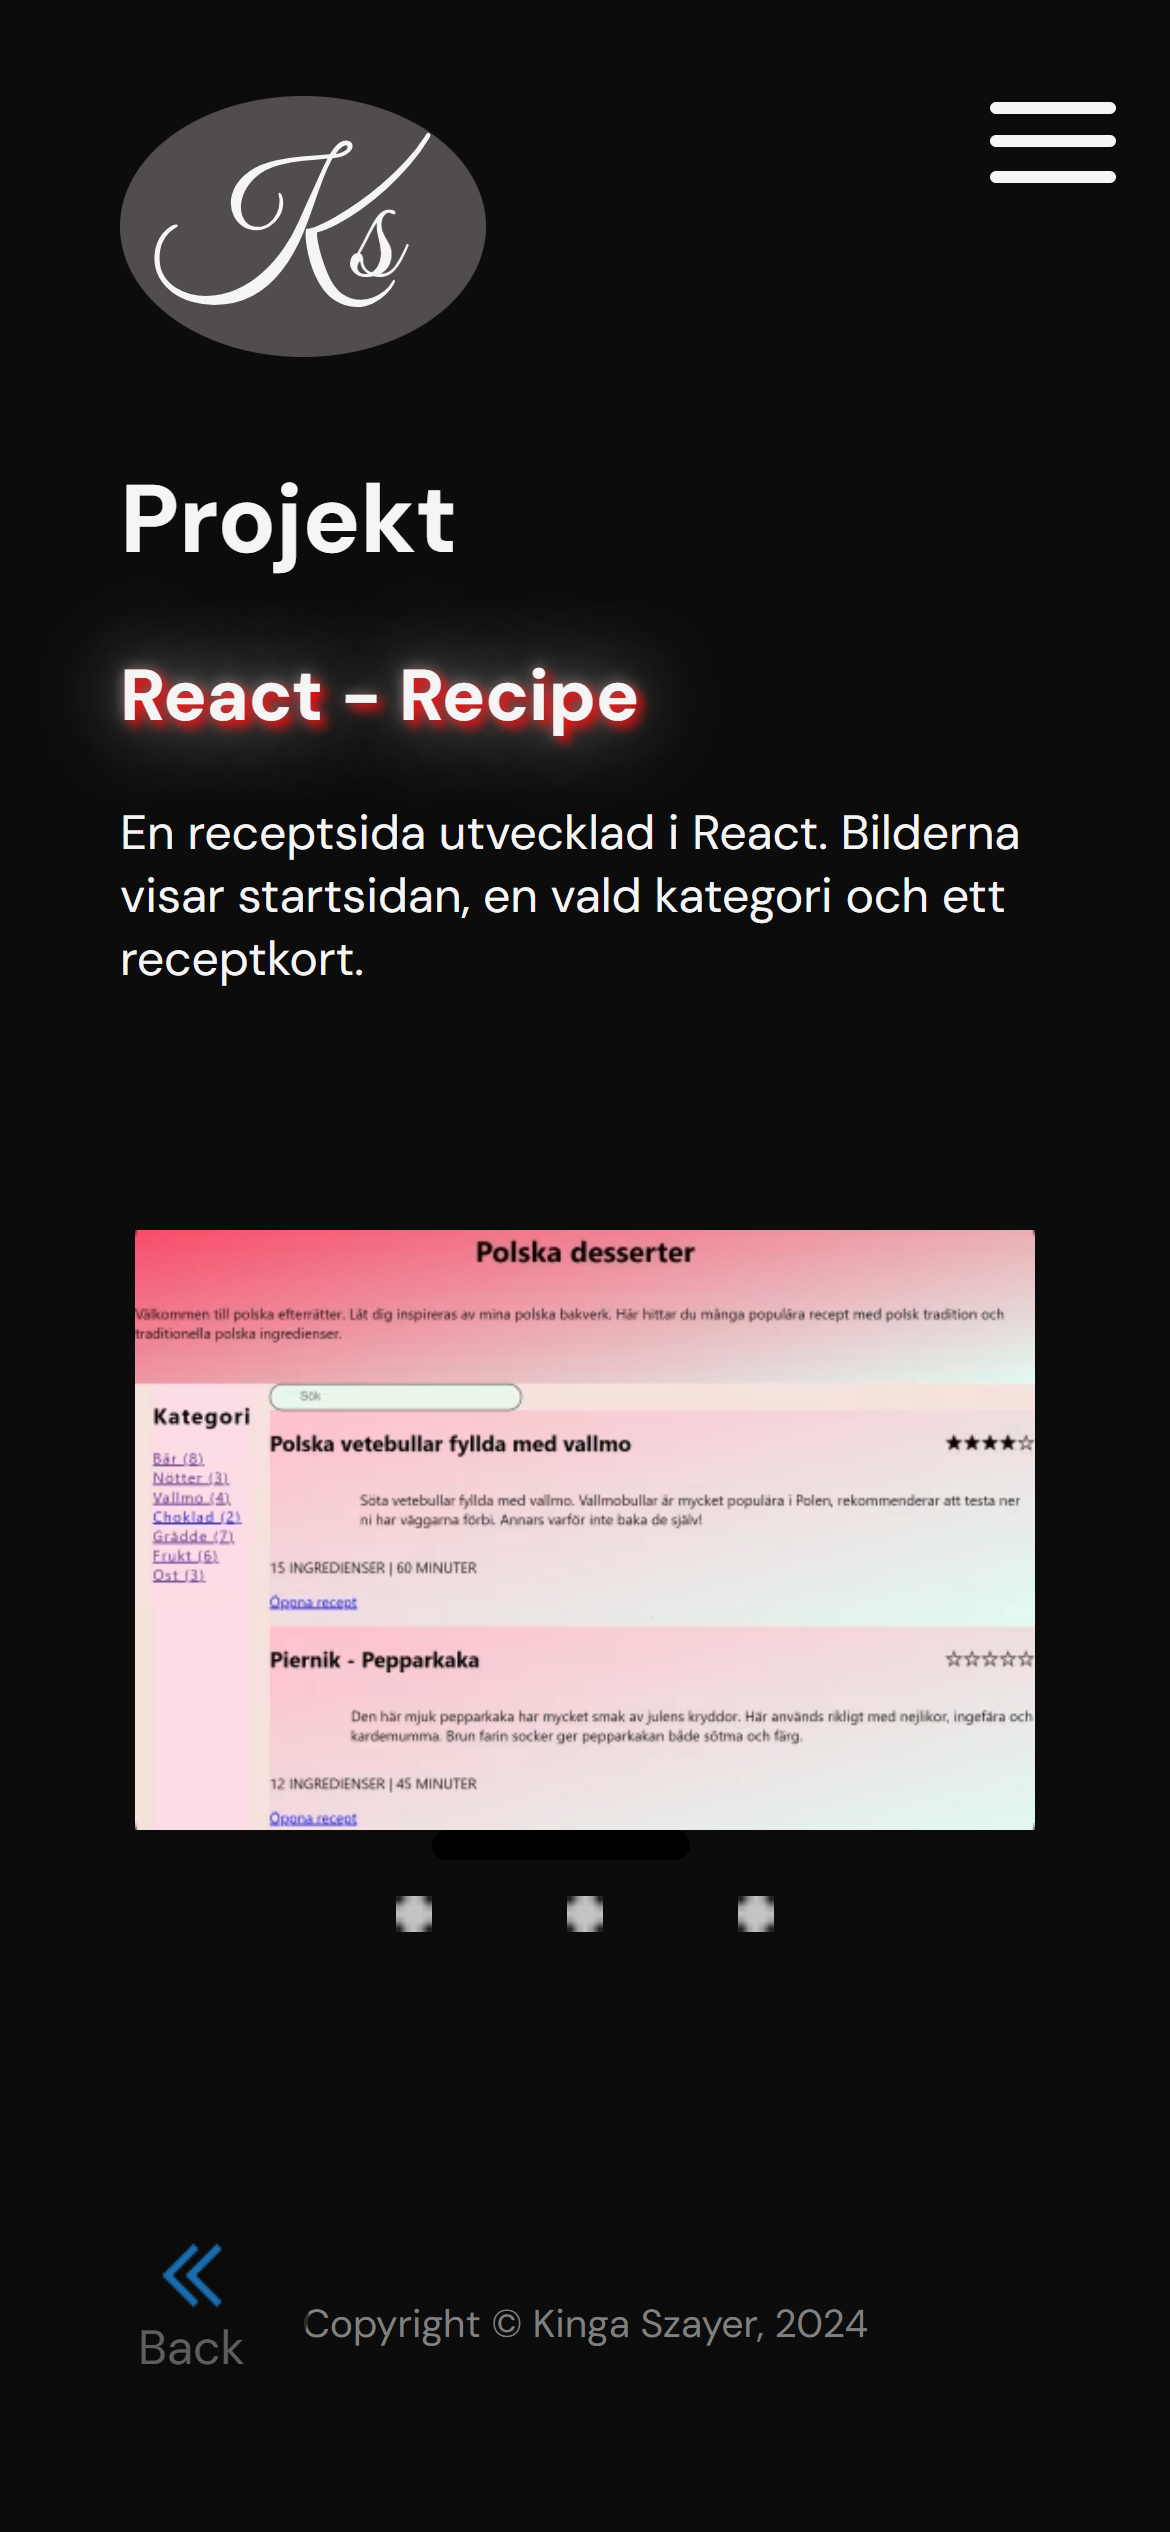 Ks
Projekt
React - Recipe
En receptsida utvecklad i React. Bilderna
visar startsidan, en vald kategori och ett
receptkort.
Polska desserter
Välkommen till polska efterrätter. Låt dig inspireras av mina polska bakverk. Här hittar du många populära recept med polsk tradition och
traditionella polska ingredienser.
Sök
Kategori
Bär (8)
Nötter (3)
Vallmo (4)
Choklad (2)
Grädde (7)
Frukt (6)
Ost (3)
Polska vetebullar fyllda med vallmo ★★★★☆
Söta vetebullar fyllda med vallmo. Vallmobullar är mycket populära i Polen, rekommenderar att testa ner
ni har väggarna förbi. Annars varför inte baka de själv!
15 INGREDIENSER | 60 MINUTER
Öppna recept
Piernik - Pepparkaka ☆☆☆☆☆
Den här mjuk pepparkaka har mycket smak av julens kryddor. Här används rikligt med nejlikor, ingefära och
kardemumma. Brun farin socker ger pepparkakan både sötma och färg.
12 INGREDIENSER | 45 MINUTER
Öppna recept
Back
Copyright © Kinga Szayer, 2024